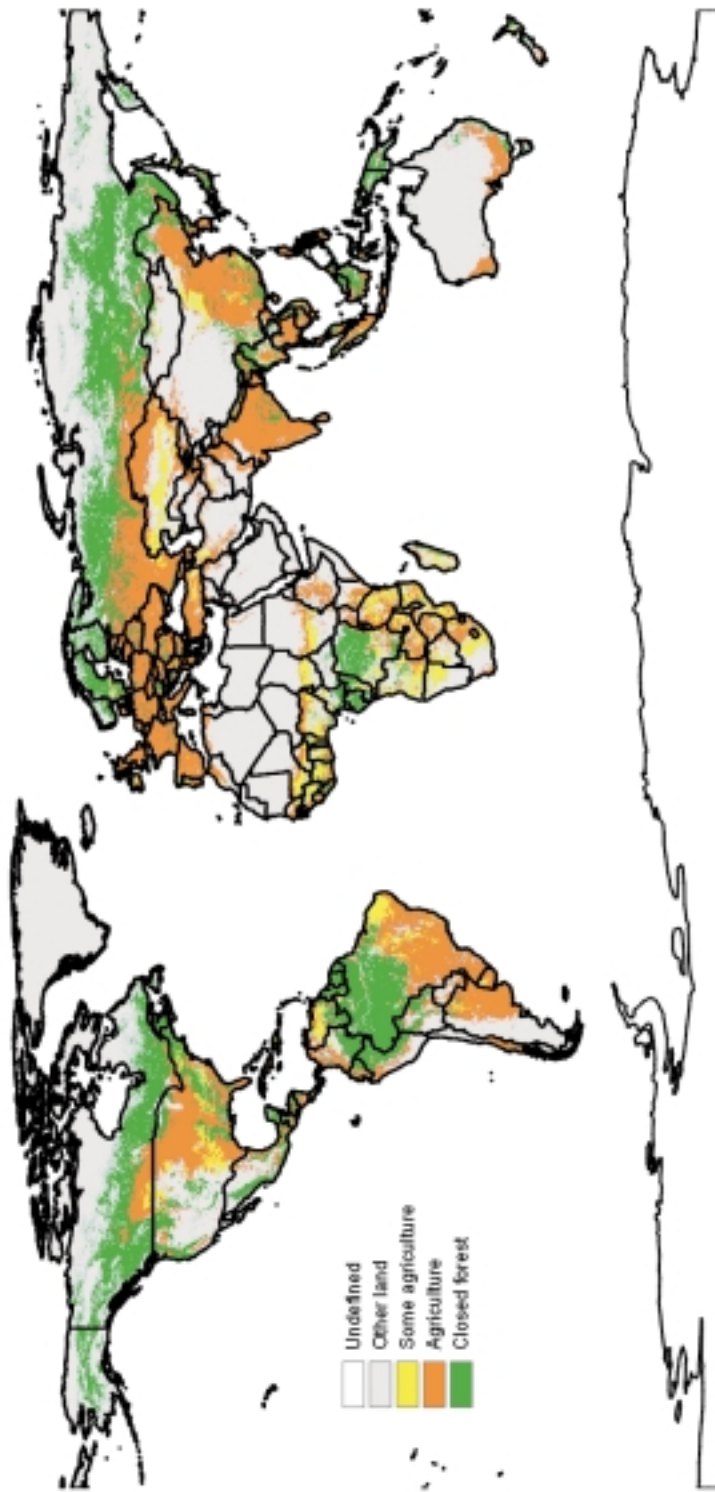 Undefined
Other land
Some agriculture
Agriculture
Closed forest